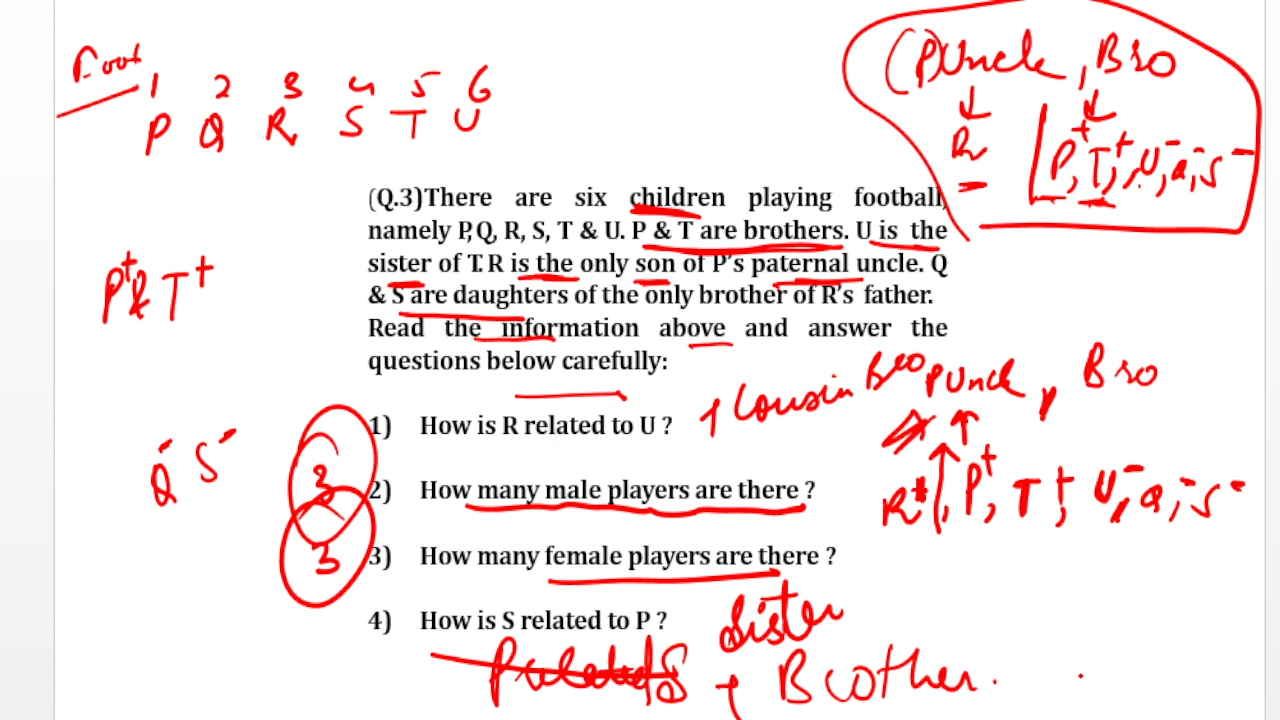 Foot
1 2 3 4 5 6
P Q R S T U
(P)Uncle, Bro
R P+, T+, U-, Q-, S-
(Q.3)There are six children playing football,
namely P,Q, R, S, T & U. P & T are brothers. U is the
sister of T.R is the only son of P's paternal uncle. Q
& S are daughters of the only brother of R's father.
Read the information above and answer the
questions below carefully:
P+ & T+
Q- S-
1) How is R related to U ?
Cousin Bro
P Uncle, Bro
R+, P+, T+, U-, Q-, S-
3 2) How many male players are there ?
3 3) How many female players are there ?
4) How is S related to P ?
Sister
Brother.